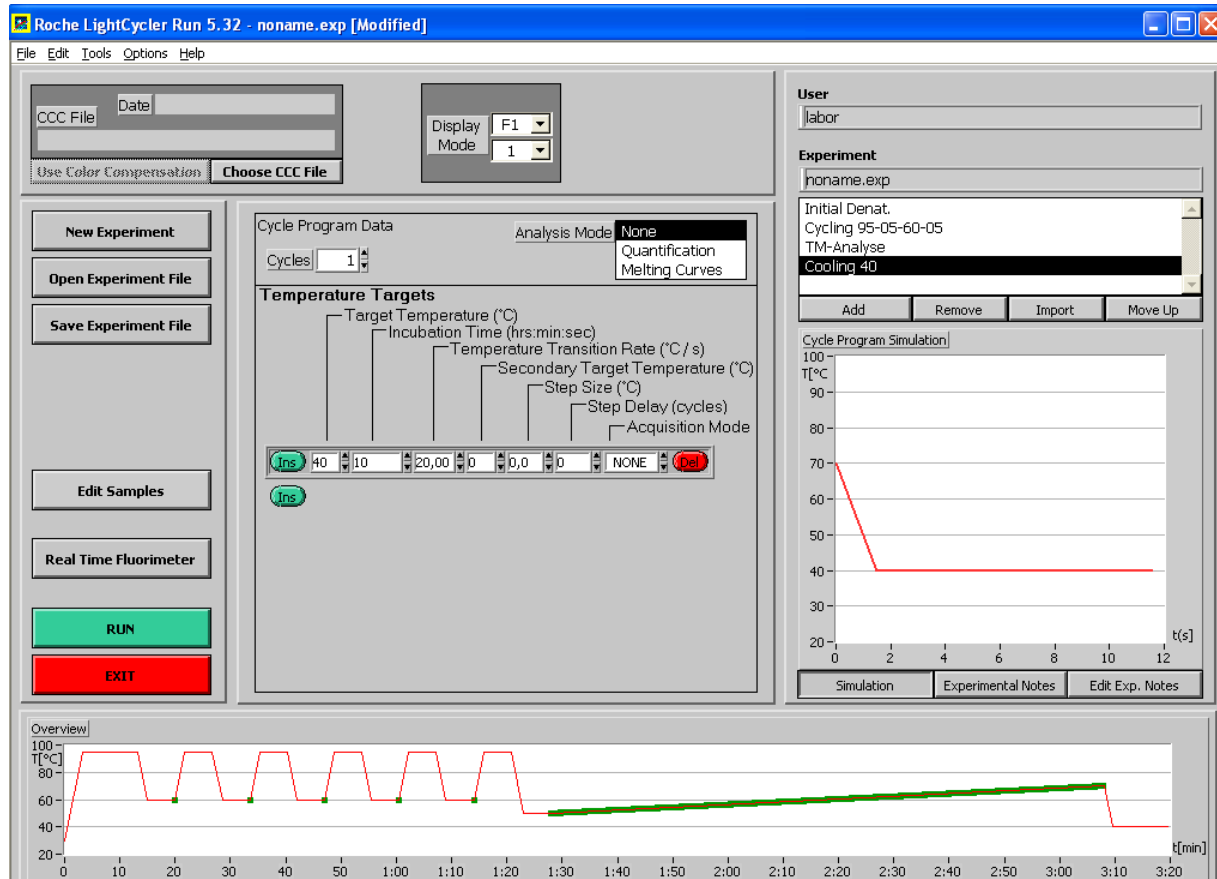 Roche LightCycler Run 5.32 - noname.exp [Modified]
File Edit Tools Options Help
CCC File
Date
Use Color Compensation
Choose CCC File
Display Mode
F1
1
User
labor
Experiment
noname.exp
Initial Denat.
Cycling 95-05-60-05
TM-Analyse
Cooling 40
Add Remove Import Move Up
New Experiment
Open Experiment File
Save Experiment File
Edit Samples
Real Time Fluorimeter
RUN
EXIT
Cycle Program Data
Cycles 1
Analysis Mode
None
Quantification
Melting Curves
Temperature Targets
Target Temperature (°C)
Incubation Time (hrs:min:sec)
Temperature Transition Rate (°C / s)
Secondary Target Temperature (°C)
Step Size (°C)
Step Delay (cycles)
Acquisition Mode
Ins 40 10 20,00 0 0,0 0 NONE Del
Ins
Cycle Program Simulation
100
T[°C
90
80
70
60
50
40
30
20
0 2 4 6 8 10 12
t(s]
Simulation Experimental Notes Edit Exp. Notes
Overview
100
T[°C]
80
60
40
20
0 10 20 30 40 50 1:00 1:10 1:20 1:30 1:40 1:50 2:00 2:10 2:20 2:30 2:40 2:50 3:00 3:10 3:20
t[min]